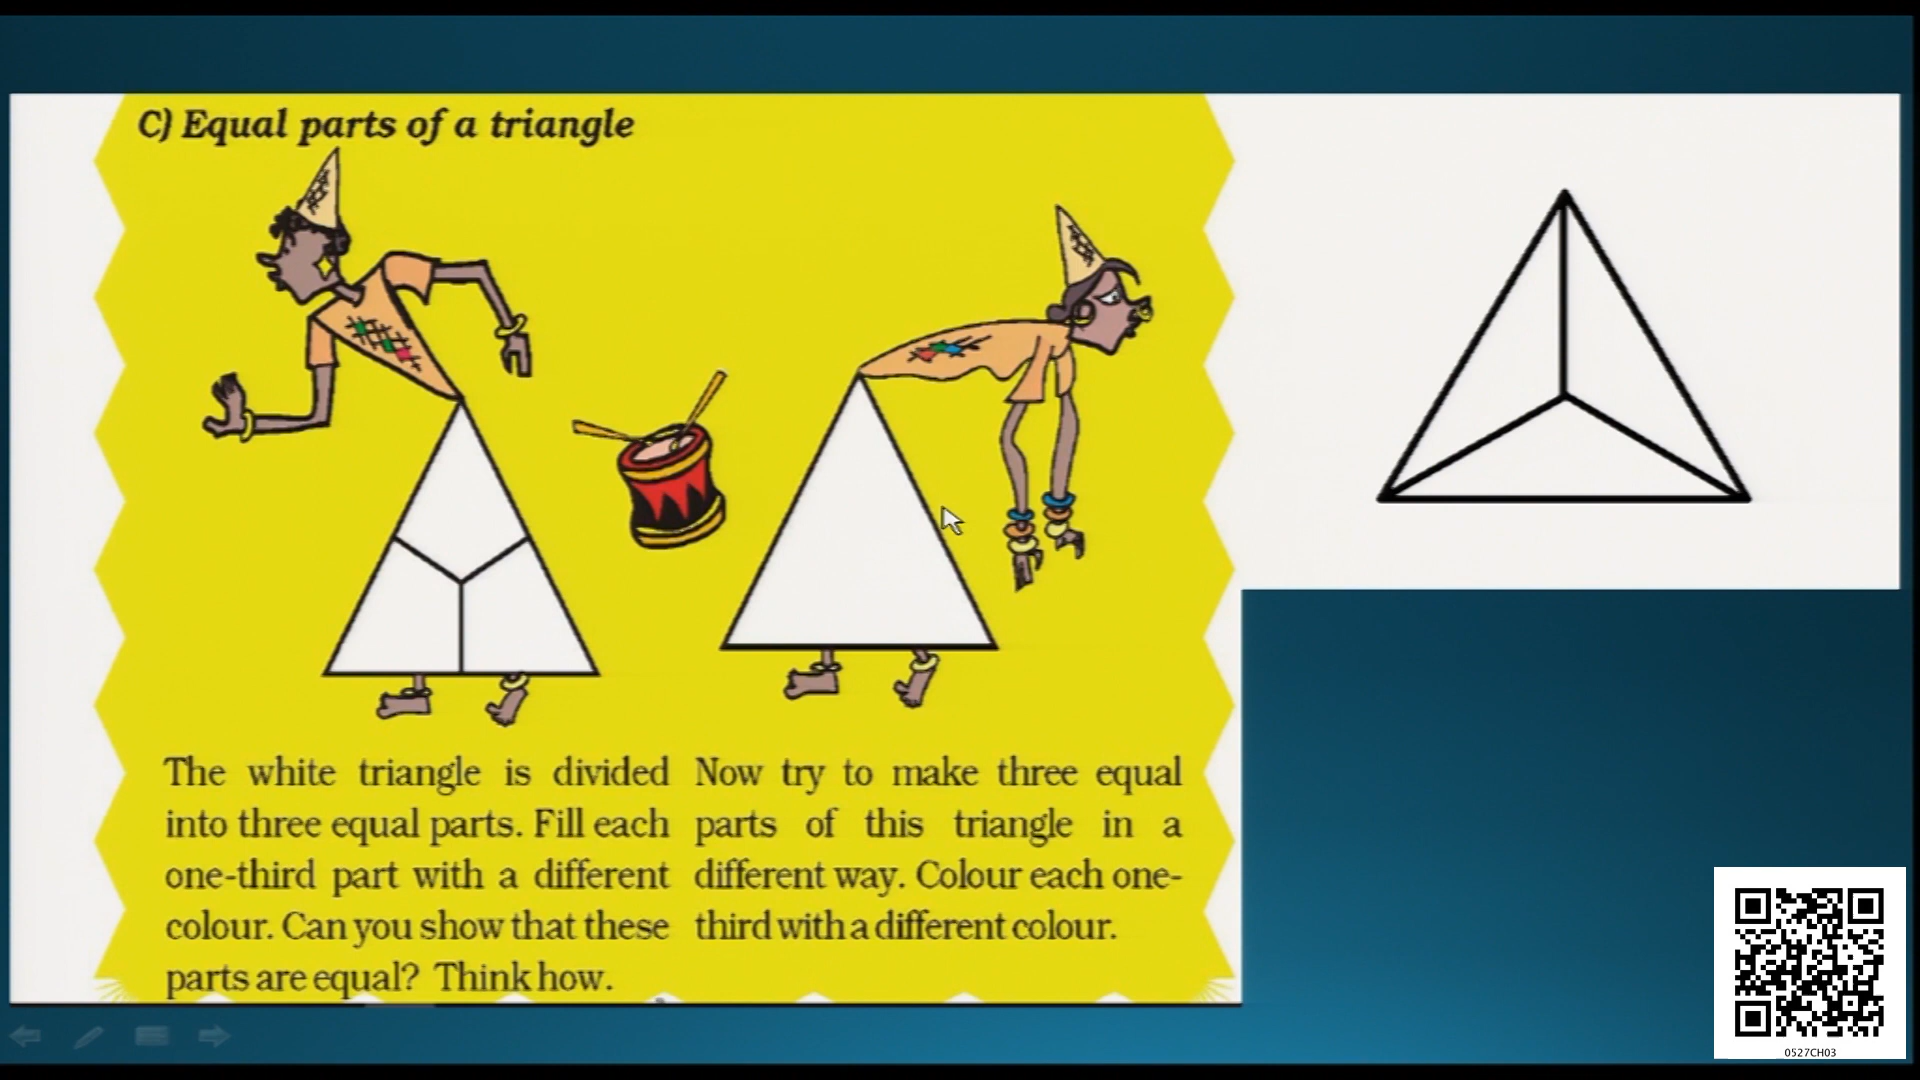 C) Equal parts of a triangle
The white triangle is divided
into three equal parts. Fill each
one-third part with a different
colour. Can you show that these
parts are equal? Think how.
Now try to make three equal
parts of this triangle in a
different way. Colour each one-
third with a different colour.
0527CH03